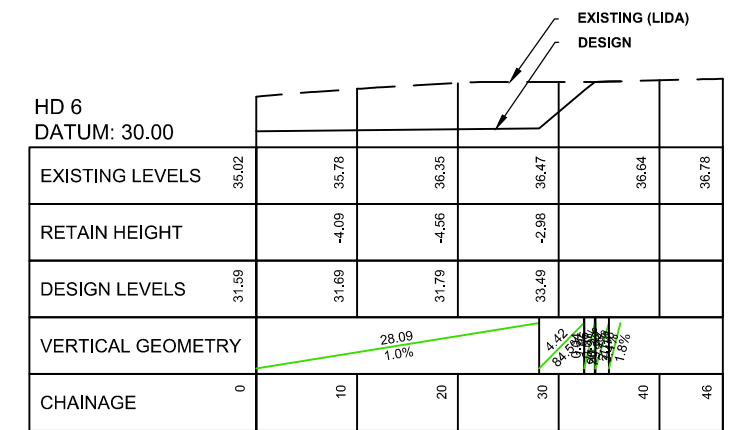 EXISTING (LIDA)
DESIGN
HD 6
DATUM: 30.00
EXISTING LEVELS 35.02 35.78 36.35 36.47 36.64 36.78
RETAIN HEIGHT -4.09 -4.56 -2.98
DESIGN LEVELS 31.59 31.69 31.79 33.49
VERTICAL GEOMETRY 28.09 1.0% 4.42 1.8%
CHAINAGE 0 10 20 30 40 46